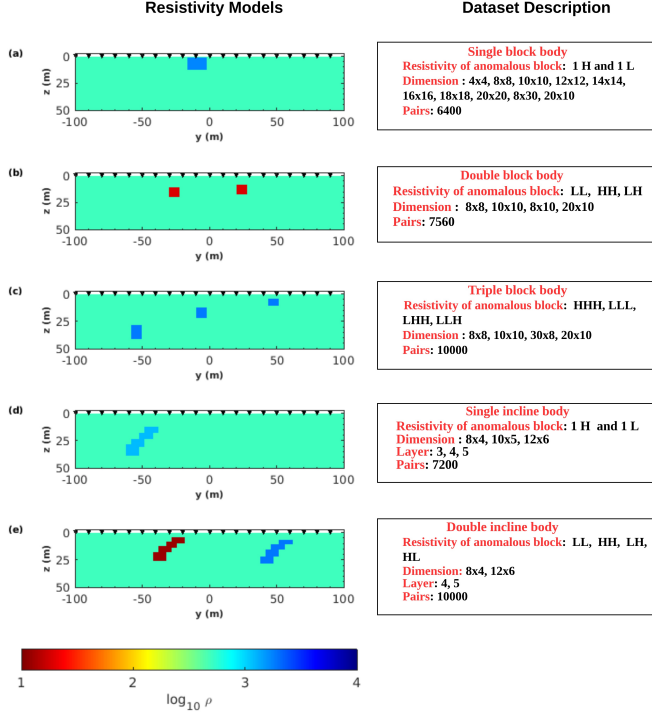 Resistivity Models
Dataset Description
(a)
z (m)
0
25
50
-100
-50
0
50
100
y (m)
Single block body
Resistivity of anomalous block: 1 H and 1 L
Dimension : 4x4, 8x8, 10x10, 12x12, 14x14,
16x16, 18x18, 20x20, 8x30, 20x10
Pairs: 6400
(b)
z (m)
0
25
50
-100
-50
0
50
100
y (m)
Double block body
Resistivity of anomalous block: LL, HH, LH
Dimension : 8x8, 10x10, 8x10, 20x10
Pairs: 7560
(c)
z (m)
0
25
50
-100
-50
0
50
100
y (m)
Triple block body
Resistivity of anomalous block: HHH, LLL,
LHH, LLH
Dimension : 8x8, 10x10, 30x8, 20x10
Pairs: 10000
(d)
z (m)
0
25
50
-100
-50
0
50
100
y (m)
Single incline body
Resistivity of anomalous block: 1 H and 1 L
Dimension : 8x4, 10x5, 12x6
Layer: 3, 4, 5
Pairs: 7200
(e)
z (m)
0
25
50
-100
-50
0
50
100
y (m)
Double incline body
Resistivity of anomalous block: LL, HH, LH,
HL
Dimension: 8x4, 12x6
Layer: 4, 5
Pairs: 10000
1
2
3
4
log₁₀ ρ